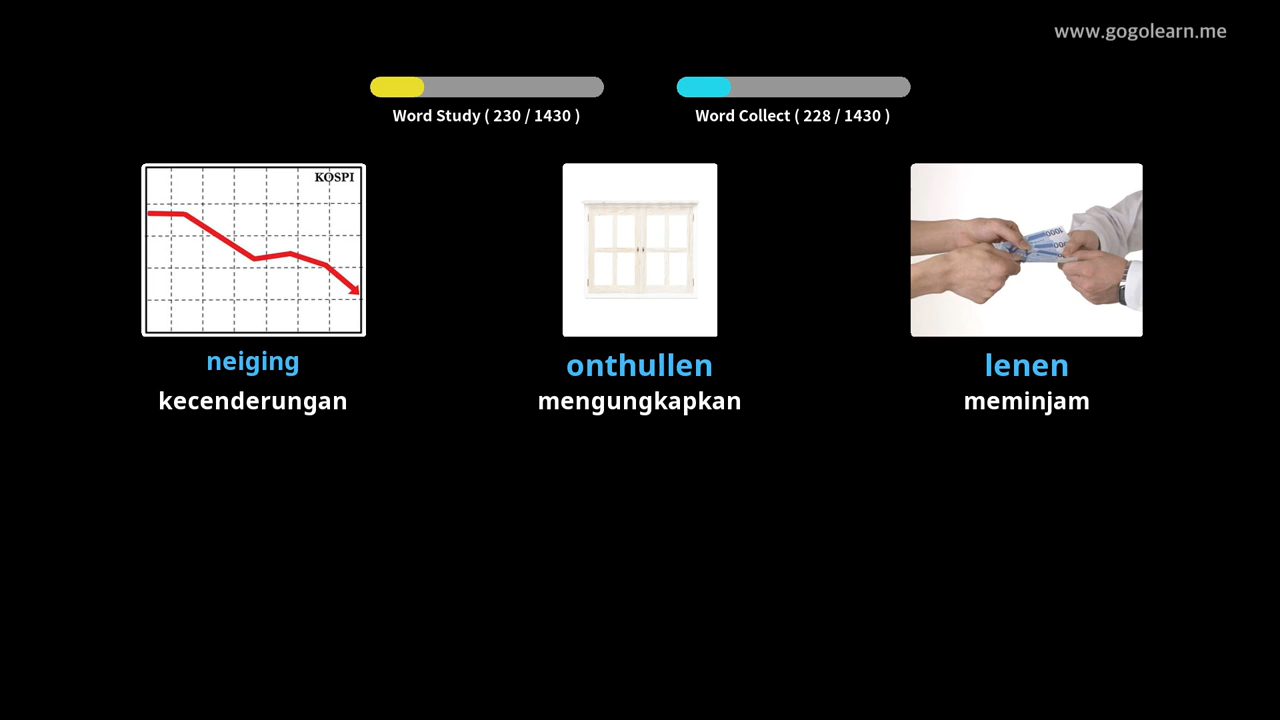 www.gogolearn.me
Word Study ( 230 / 1430 )
Word Collect ( 228 / 1430 )
KOSPI
neiging
onthullen
lenen
kecenderungan
mengungkapkan
meminjam